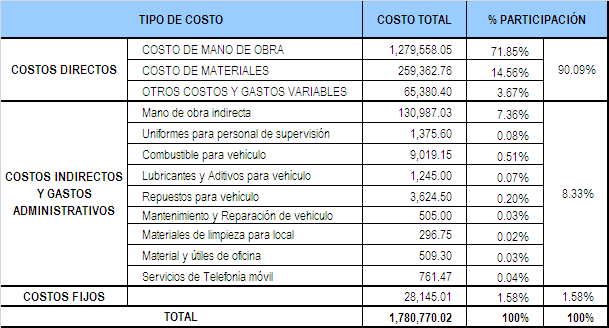 TIPO DE COSTO COSTO TOTAL % PARTICIPACIÓN
COSTOS DIRECTOS
COSTO DE MANO DE OBRA 1,279,558.05 71.85%
COSTO DE MATERIALES 259,362.76 14.56% 90.09%
OTROS COSTOS Y GASTOS VARIABLES 65,380.40 3.67%
COSTOS INDIRECTOS
Y GASTOS
ADMINISTRATIVOS
Mano de obra indirecta 130,987.03 7.36%
Uniformes para personal de supervisión 1,375.60 0.08%
Combustible para vehículo 9,019.15 0.51%
Lubricantes y Aditivos para vehículo 1,245.00 0.07%
Repuestos para vehículo 3,624.50 0.20% 8.33%
Mantenimiento y Reparación de vehículo 505.00 0.03%
Materiales de limpieza para local 296.75 0.02%
Material y útiles de oficina 509.30 0.03%
Servicios de Telefonía móvil 761.47 0.04%
COSTOS FIJOS 28,145.01 1.58% 1.58%
TOTAL 1,780,770.02 100% 100%